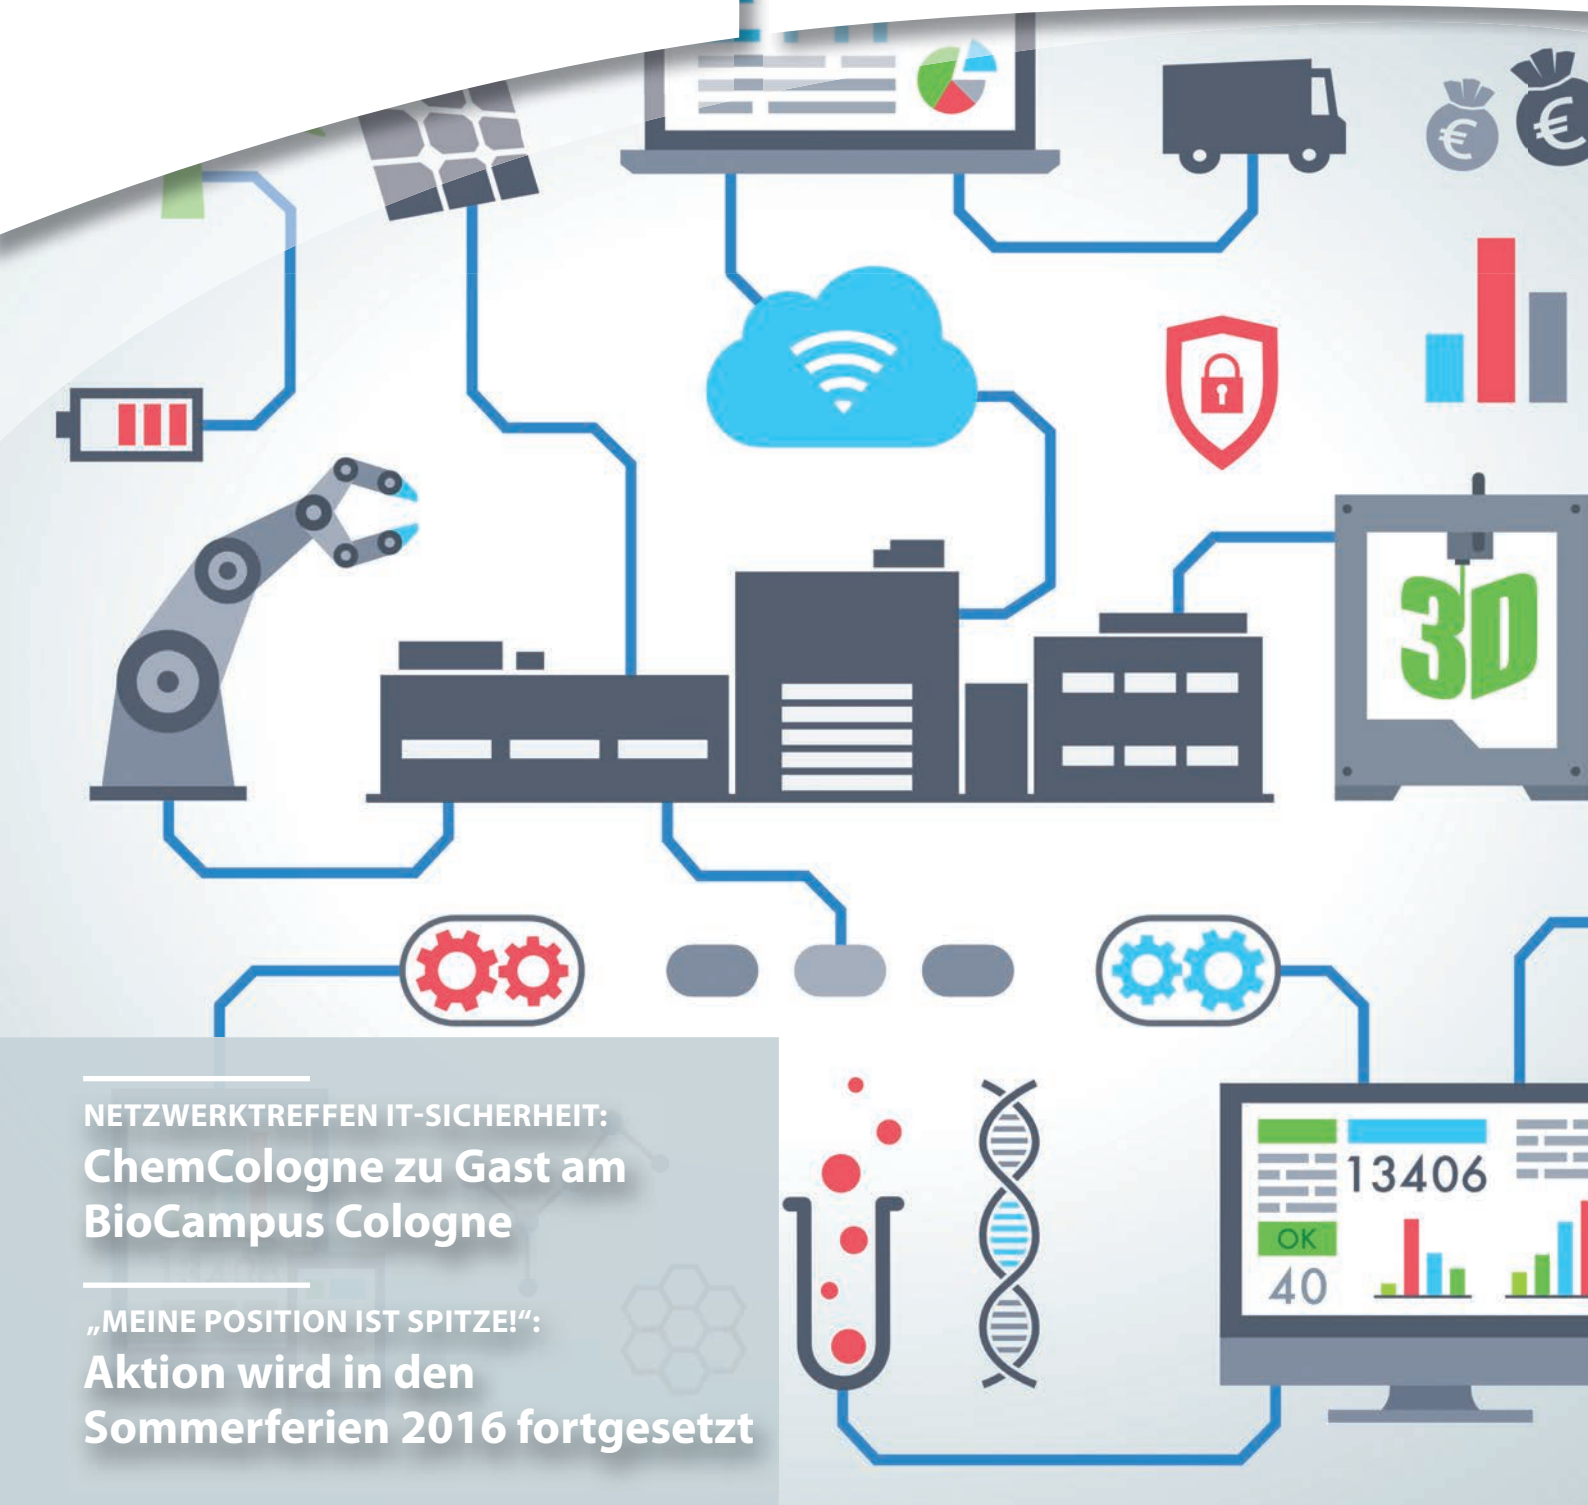 €
€
3D
13406
OK
40
NETZWERKTREFFEN IT-SICHERHEIT:
ChemCologne zu Gast am
BioCampus Cologne
„MEINE POSITION IST SPITZE!“:
Aktion wird in den
Sommerferien 2016 fortgesetzt